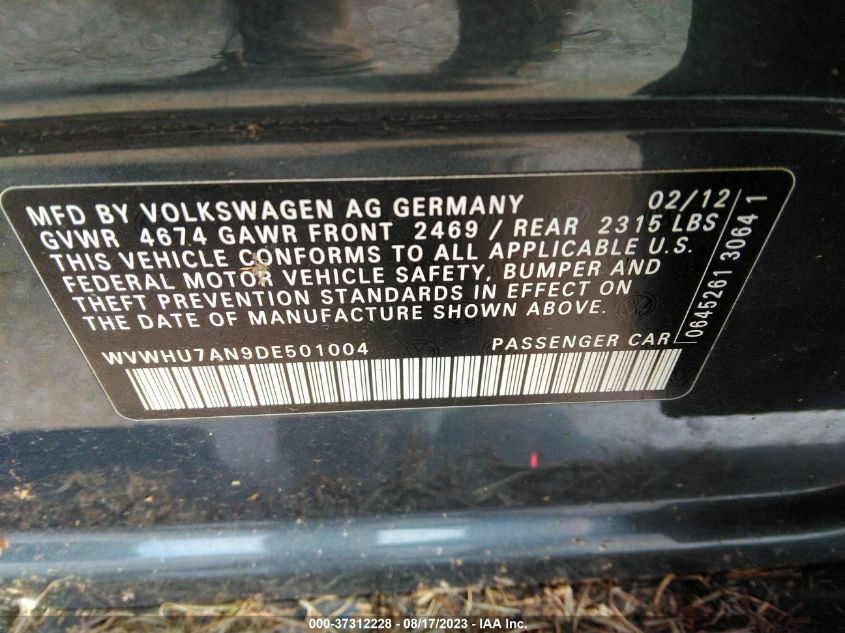 MFD BY VOLKSWAGEN AG GERMANY 02/12
GVWR 4674 GAWR FRONT 2469 / REAR 2315 LBS
THIS VEHICLE CONFORMS TO ALL APPLICABLE U.S.
FEDERAL MOTOR VEHICLE SAFETY, BUMPER AND
THEFT PREVENTION STANDARDS IN EFFECT ON
THE DATE OF MANUFACTURE SHOWN ABOVE.
WVWHU7AN9DE501004 PASSENGER CAR
0645261 30641
000-37312228 - 08/17/2023 - IAA Inc.